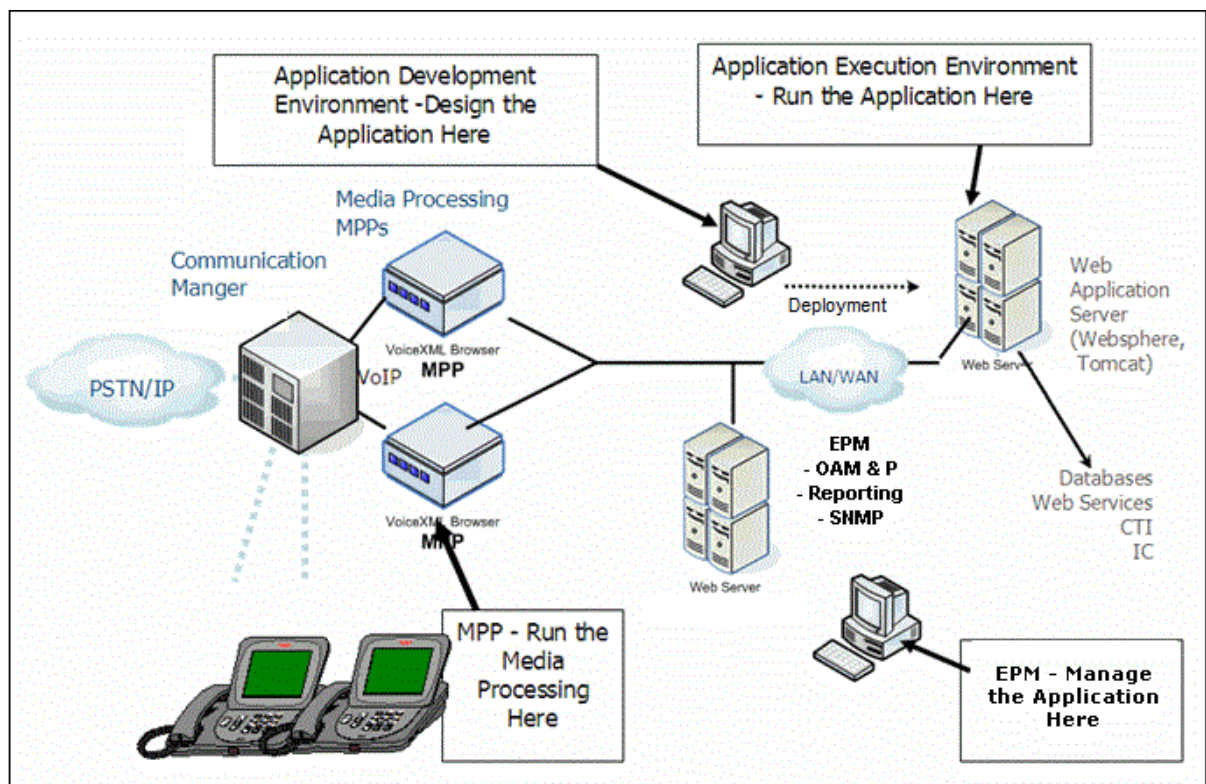 Application Development
Environment -Design the
Application Here
Application Execution Environment
- Run the Application Here
Media Processing
MPPs
Communication
Manger
PSTN/IP
VoIP
VoiceXML Browser
MPP
VoiceXML Browser
MPP
Deployment
LAN/WAN
Web Server
Web
Application
Server
(Websphere,
Tomcat)
EPM
- OAM & P
- Reporting
- SNMP
Web Server
Databases
Web Services
CTI
IC
MPP - Run the
Media
Processing
Here
EPM - Manage
the Application
Here